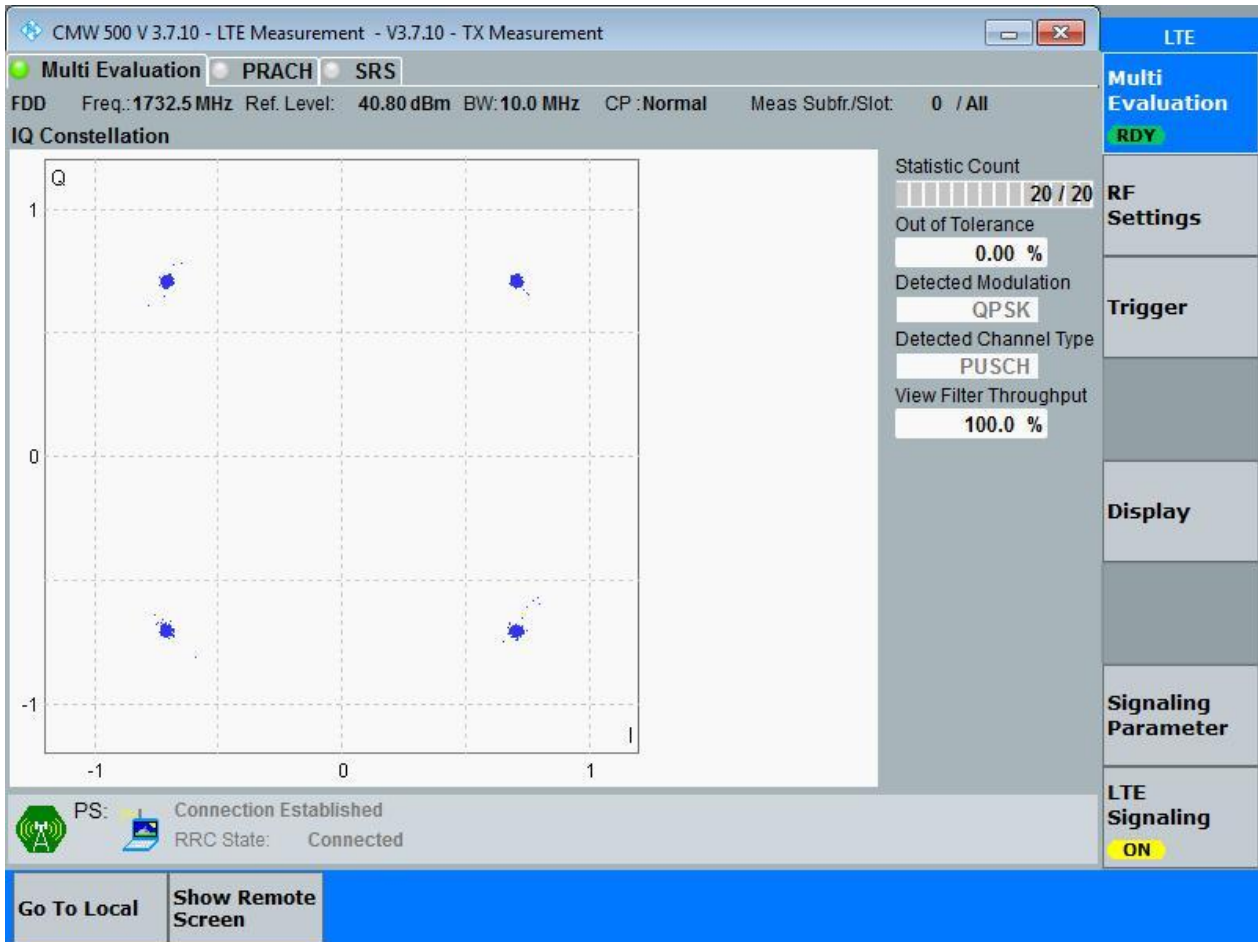 CMW 500 V 3.7.10 - LTE Measurement - V3.7.10 - TX Measurement
LTE
Multi Evaluation PRACH SRS
FDD Freq.: 1732.5 MHz Ref. Level: 40.80 dBm BW: 10.0 MHz CP : Normal Meas Subfr./Slot: 0 / All
IQ Constellation
Q
1
0
-1
I
-1 0 1
Statistic Count
20 / 20
Out of Tolerance
0.00 %
Detected Modulation
QPSK
Detected Channel Type
PUSCH
View Filter Throughput
100.0 %
Multi
Evaluation
RDY
RF
Settings
Trigger
Display
Signaling
Parameter
LTE
Signaling
ON
PS: Connection Established
RRC State: Connected
Go To Local
Show Remote
Screen